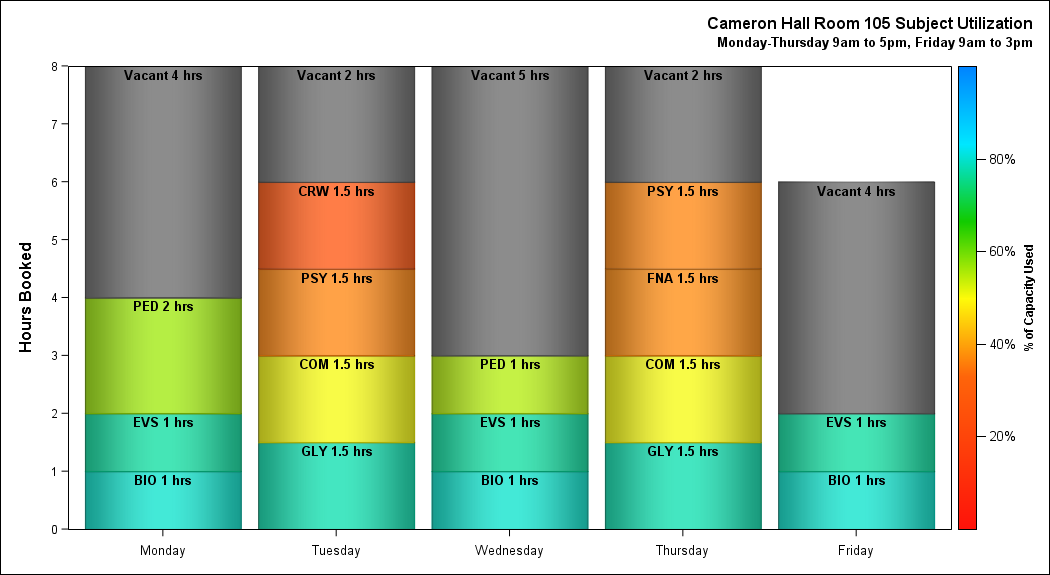 Cameron Hall Room 105 Subject Utilization
Monday-Thursday 9am to 5pm, Friday 9am to 3pm
Hours Booked
8
7
6
5
4
3
2
1
0
Vacant 4 hrs
PED 2 hrs
EVS 1 hrs
BIO 1 hrs
Monday
Vacant 2 hrs
CRW 1.5 hrs
PSY 1.5 hrs
COM 1.5 hrs
GLY 1.5 hrs
Tuesday
Vacant 5 hrs
PED 1 hrs
EVS 1 hrs
BIO 1 hrs
Wednesday
Vacant 2 hrs
PSY 1.5 hrs
FNA 1.5 hrs
COM 1.5 hrs
GLY 1.5 hrs
Thursday
Vacant 4 hrs
EVS 1 hrs
BIO 1 hrs
Friday
80%
60%
40%
20%
% of Capacity Used